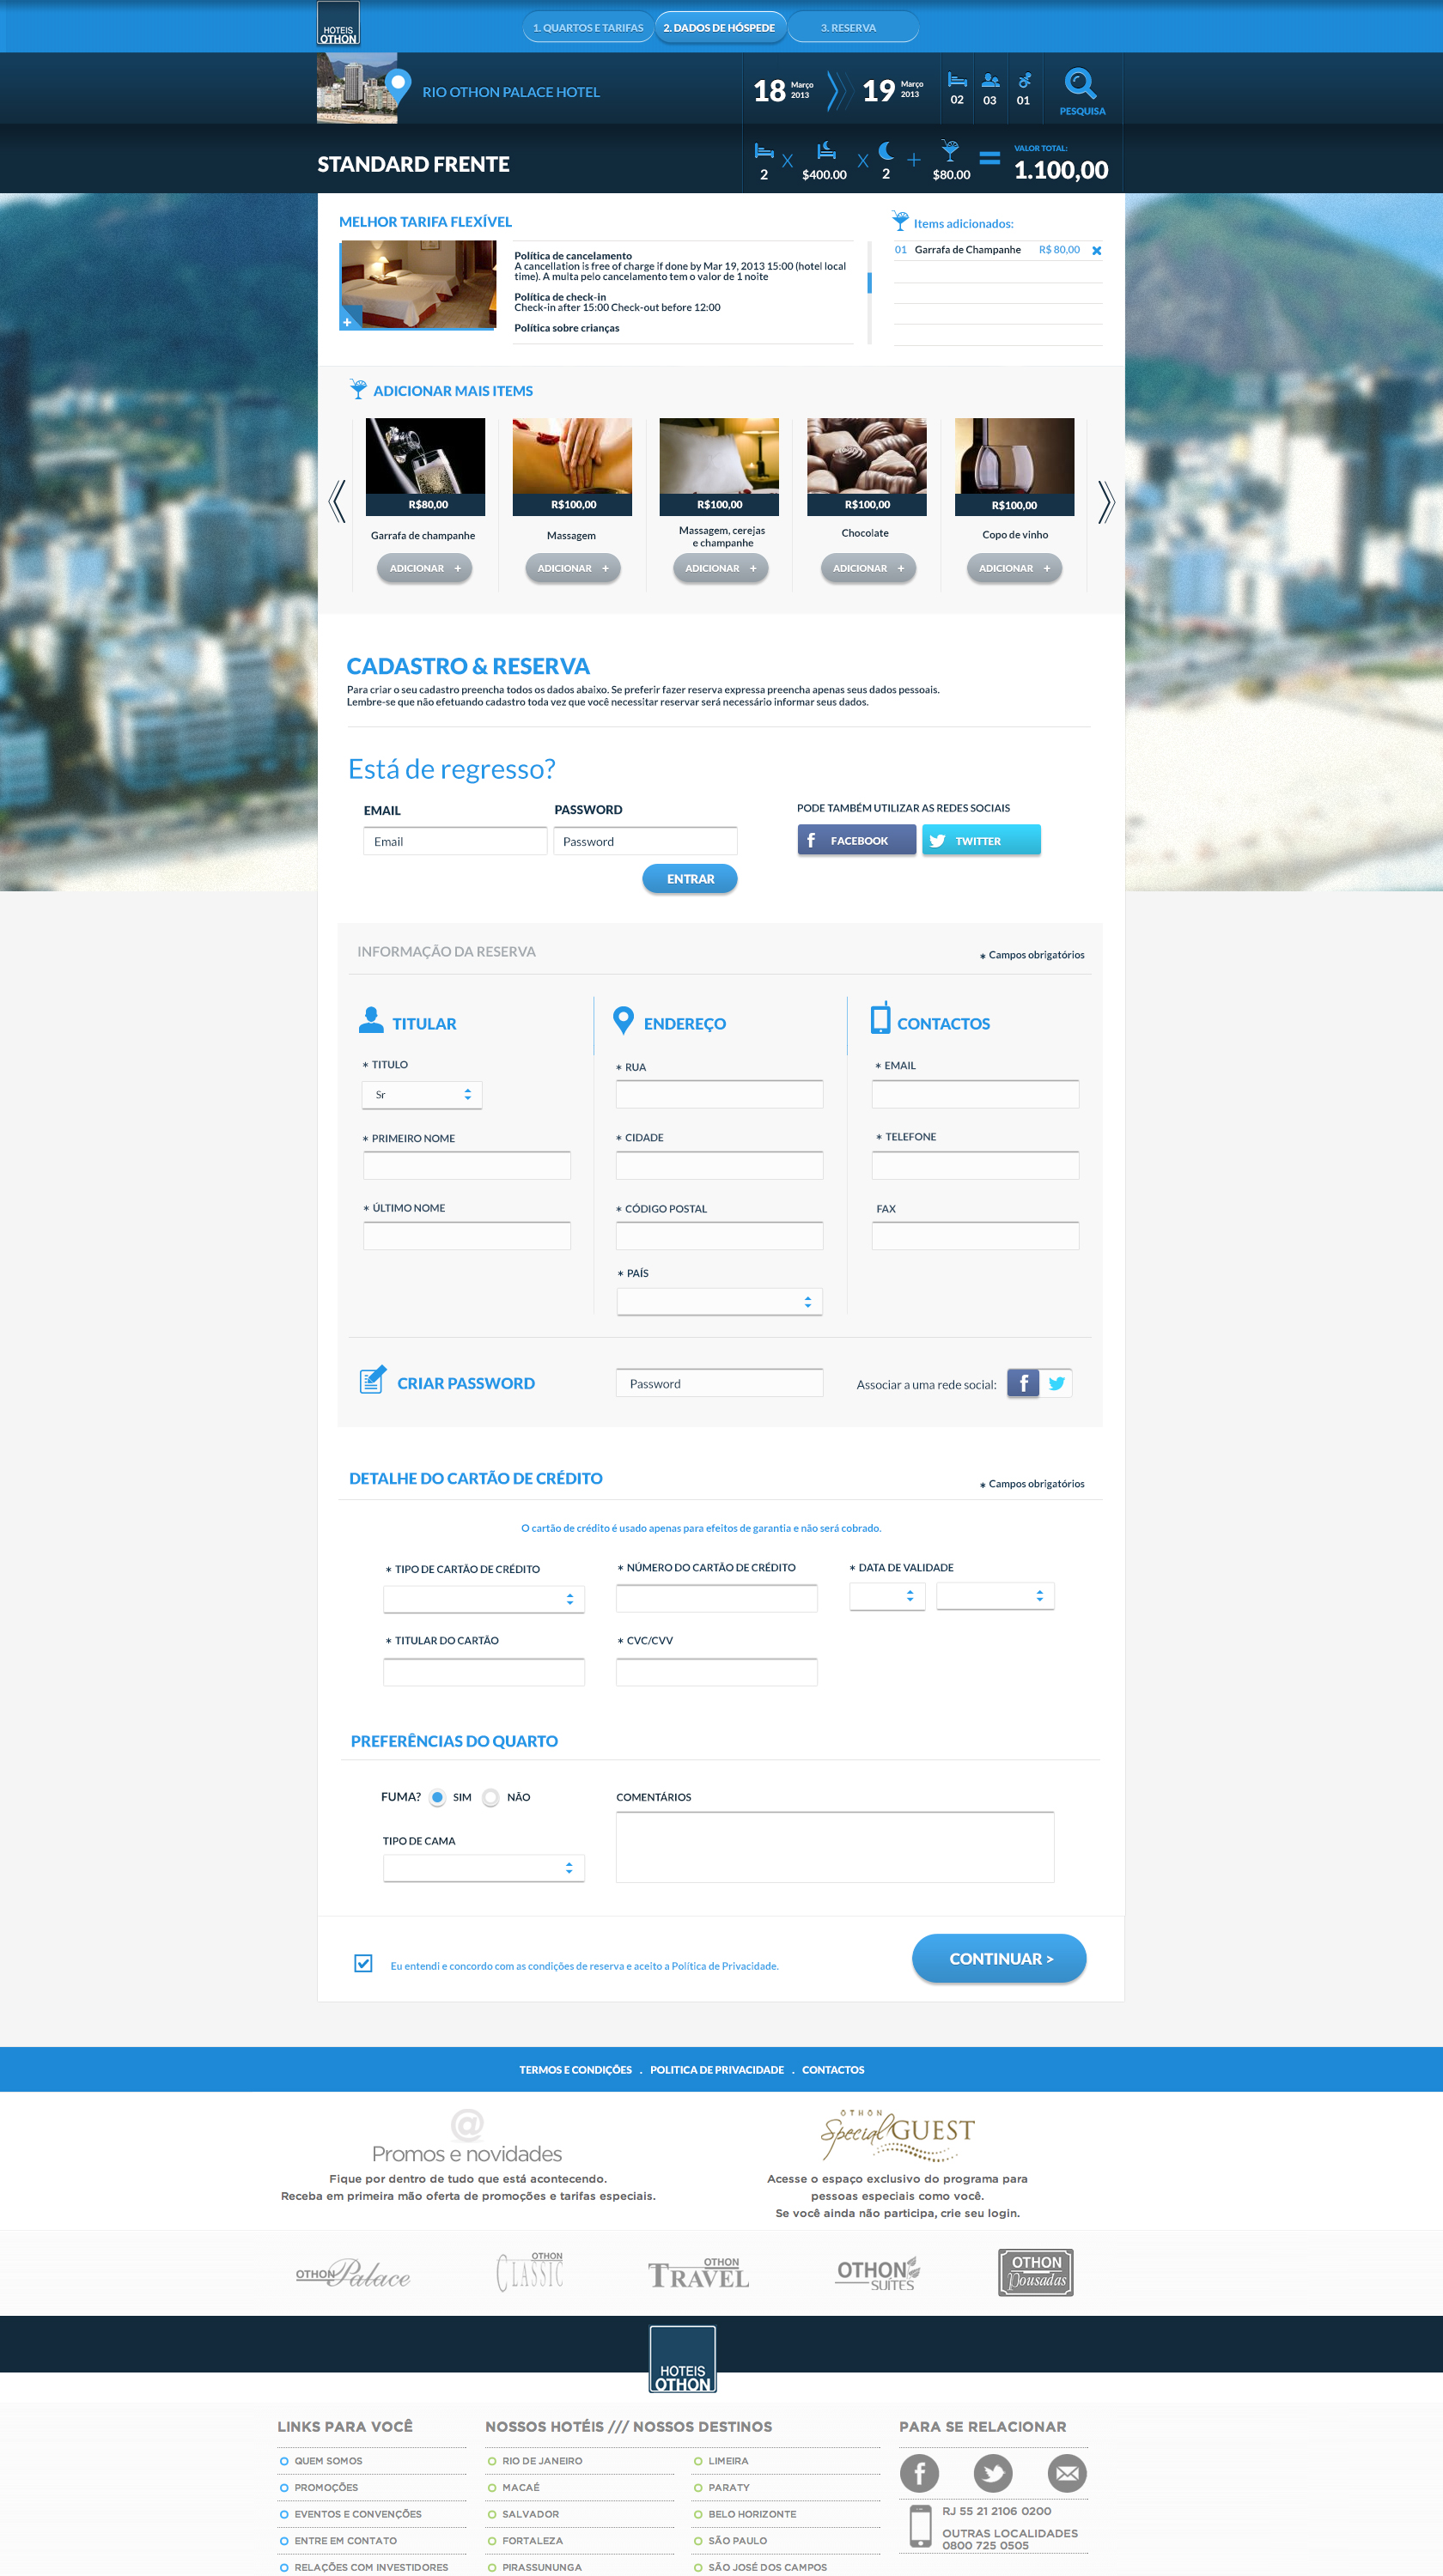 HOTEIS
OTHON
1. QUARTOS E TARIFAS
2. DADOS DE HÓSPEDE
3. RESERVA
RIO OTHON PALACE HOTEL
18 Março 2013
19 Março 2013
02
03
01
PESQUISA
STANDARD FRENTE
2 X $400.00 X 2 + $80.00 =
VALOR TOTAL:
1.100,00
MELHOR TARIFA FLEXÍVEL
Política de cancelamento
A cancellation is free of charge if done by Mar 19, 2013 15:00 (hotel local
time). A multa pelo cancelamento tem o valor de 1 noite
Política de check-in
Check-in after 15:00 Check-out before 12:00
Política sobre crianças
Items adicionados:
01 Garrafa de Champanhe R$ 80,00
ADICIONAR MAIS ITEMS
R$80,00
Garrafa de champanhe
ADICIONAR +
R$100,00
Massagem
ADICIONAR +
R$100,00
Massagem, cerejas
e champanhe
ADICIONAR +
R$100,00
Chocolate
ADICIONAR +
R$100,00
Copo de vinho
ADICIONAR +
CADASTRO & RESERVA
Para criar o seu cadastro preencha todos os dados abaixo. Se preferir fazer reserva expressa preencha apenas seus dados pessoais.
Lembre-se que não efetuando cadastro toda vez que você necessitar reservar será necessário informar seus dados.
Está de regresso?
EMAIL
Email
PASSWORD
Password
ENTRAR
PODE TAMBÉM UTILIZAR AS REDES SOCIAIS
FACEBOOK
TWITTER
INFORMAÇÃO DA RESERVA
* Campos obrigatórios
TITULAR
* TITULO
Sr
* PRIMEIRO NOME
* ÚLTIMO NOME
ENDEREÇO
* RUA
* CIDADE
* CÓDIGO POSTAL
* PAÍS
CONTACTOS
* EMAIL
* TELEFONE
FAX
CRIAR PASSWORD
Password
Associar a uma rede social:
DETALHE DO CARTÃO DE CRÉDITO
* Campos obrigatórios
O cartão de crédito é usado apenas para efeitos de garantia e não será cobrado.
* TIPO DE CARTÃO DE CRÉDITO
* NÚMERO DO CARTÃO DE CRÉDITO
* DATA DE VALIDADE
* TITULAR DO CARTÃO
* CVC/CVV
PREFERÊNCIAS DO QUARTO
FUMA? SIM NÃO
TIPO DE CAMA
COMENTÁRIOS
Eu entendi e concordo com as condições de reserva e aceito a Política de Privacidade.
CONTINUAR >
TERMOS E CONDIÇÕES . POLITICA DE PRIVACIDADE . CONTACTOS
@
Promos e novidades
Fique por dentro de tudo que está acontecendo.
Receba em primeira mão oferta de promoções e tarifas especiais.
OTHON
Special GUEST
Acesse o espaço exclusivo do programa para
pessoas especiais como você.
Se você ainda não participa, crie seu login.
OTHON Palace
OTHON
CLASSIC
OTHON
TRAVEL
OTHON
SUITES
OTHON
Pousadas
HOTEIS
OTHON
LINKS PARA VOCÊ
QUEM SOMOS
PROMOÇÕES
EVENTOS E CONVENÇÕES
ENTRE EM CONTATO
RELAÇÕES COM INVESTIDORES
NOSSOS HOTÉIS /// NOSSOS DESTINOS
RIO DE JANEIRO
MACAÉ
SALVADOR
FORTALEZA
PIRASSUNUNGA
LIMEIRA
PARATY
BELO HORIZONTE
SÃO PAULO
SÃO JOSÉ DOS CAMPOS
PARA SE RELACIONAR
RJ 55 21 2106 0200
OUTRAS LOCALIDADES
0800 725 0505